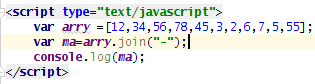 <script type="text/javascript">
var arry =[12,34,56,78,45,3,2,6,7,5,55];
var ma=arry.join("-");
console.log(ma);
</script>